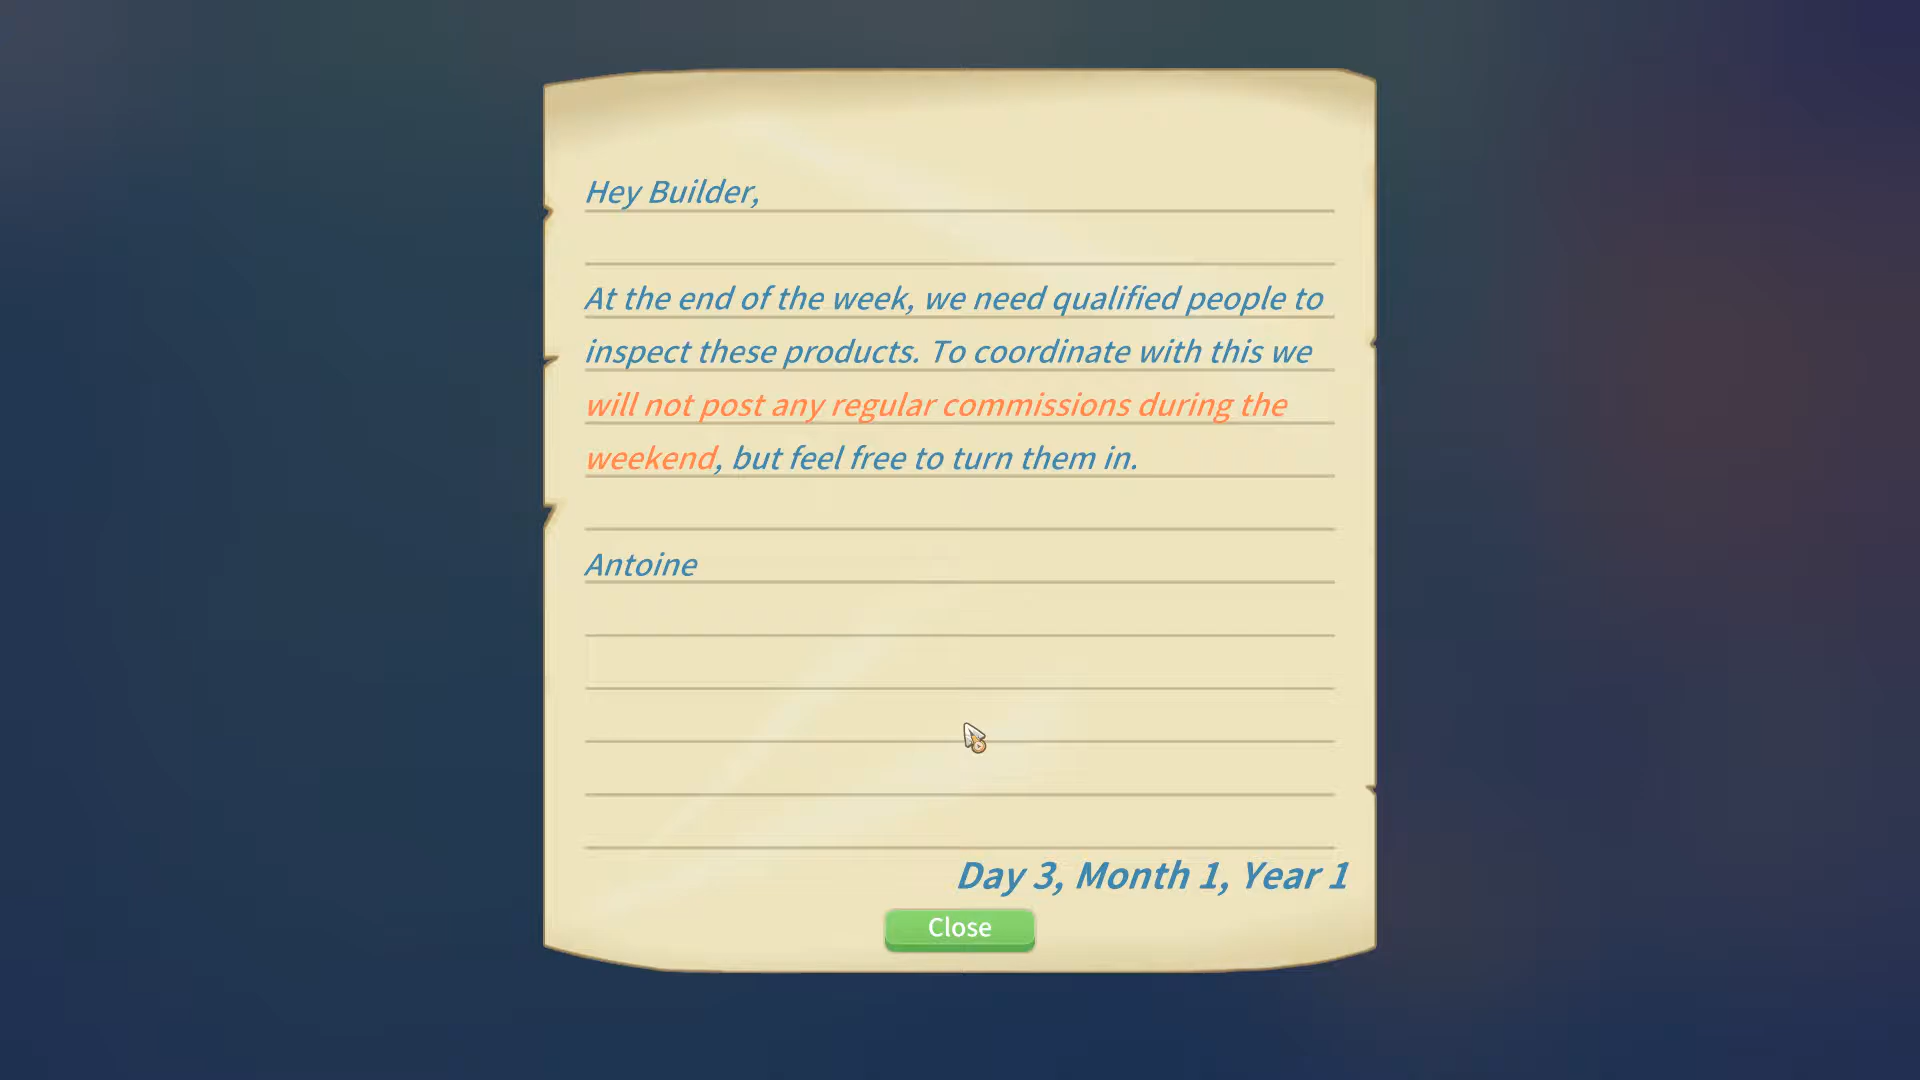 Hey Builder,
At the end of the week, we need qualified people to
inspect these products. To coordinate with this we
will not post any regular commissions during the
weekend, but feel free to turn them in.
Antoine
Day 3, Month 1, Year 1
Close